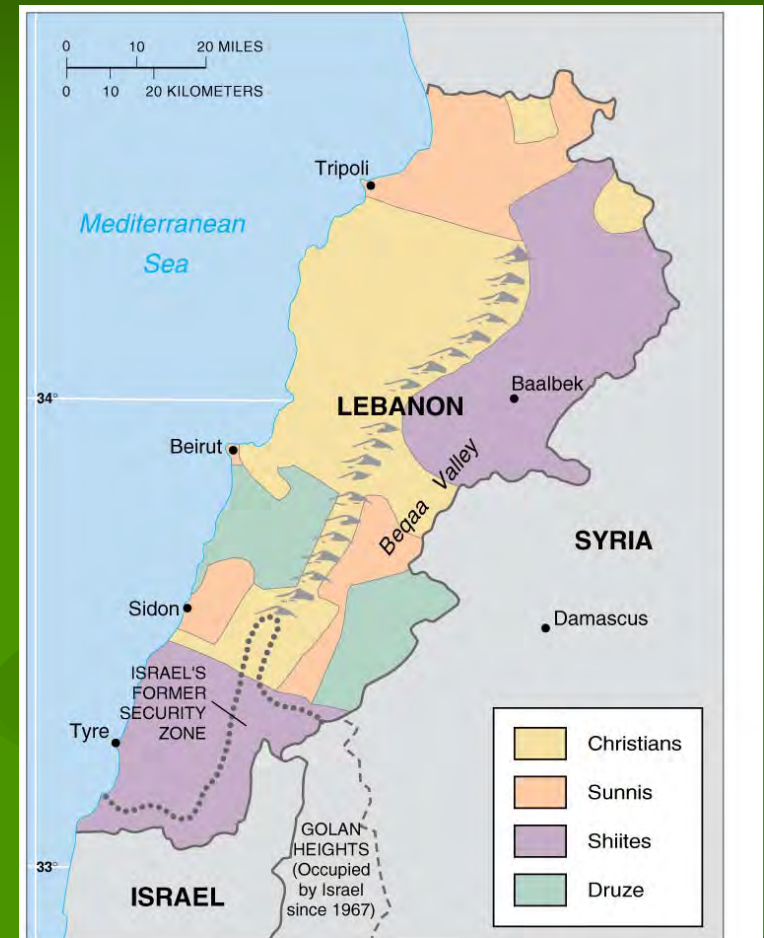 0 10 20 MILES
0 10 20 KILOMETERS
Tripoli
Mediterranean
Sea
Baalbek
34°
LEBANON
Beirut
Beqaa Valley
SYRIA
Sidon
Damascus
ISRAEL'S
FORMER
SECURITY
ZONE
Tyre
Christians
Sunnis
Shiites
Druze
GOLAN
HEIGHTS
(Occupied
by Israel
since 1967)
33°
ISRAEL